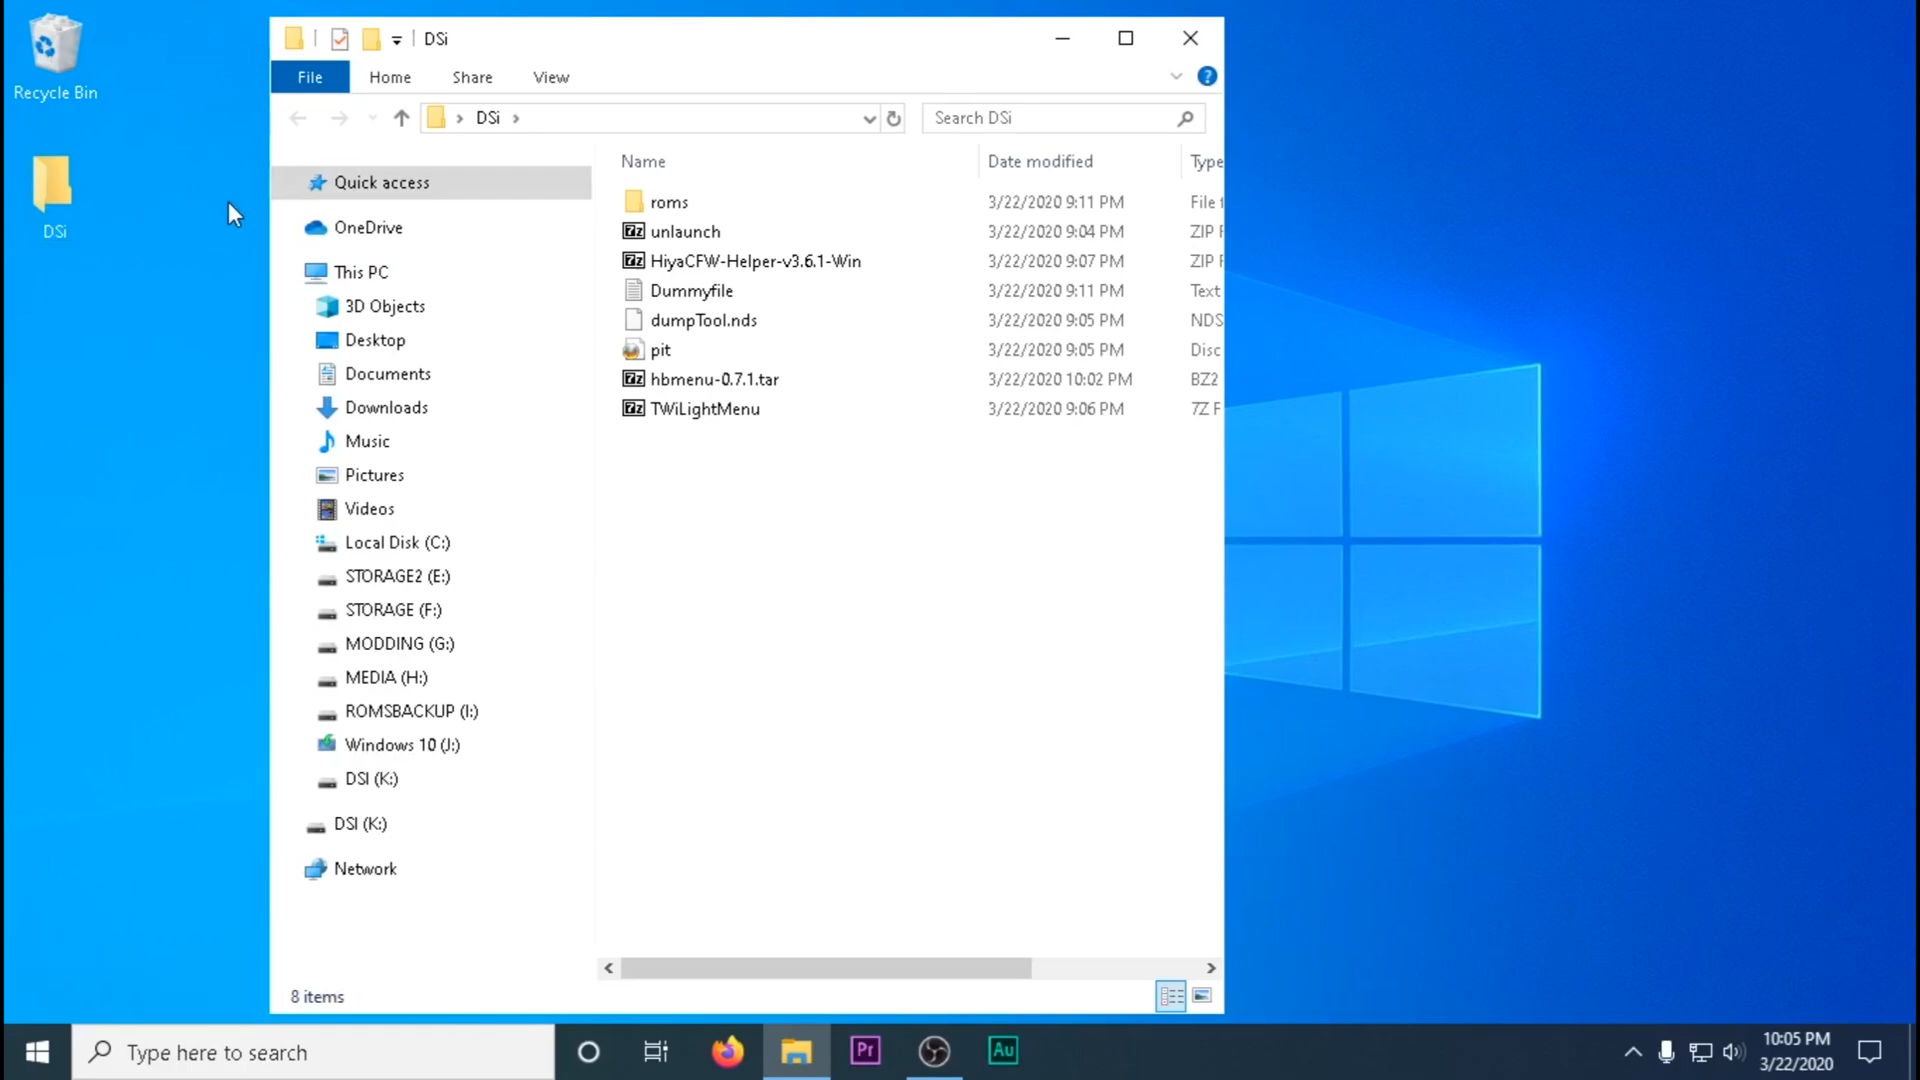 Recycle Bin
DSi
DSi
File
Home
Share
View
DSi
Search DSi
Quick access
OneDrive
This PC
3D Objects
Desktop
Documents
Downloads
Music
Pictures
Videos
Local Disk (C:)
STORAGE2 (E:)
STORAGE (F:)
MODDING (G:)
MEDIA (H:)
ROMSBACKUP (I:)
Windows 10 (J:)
DSI (K:)
DSI (K:)
Network
Name Date modified Type
roms 3/22/2020 9:11 PM File
unlaunch 3/22/2020 9:04 PM ZIP
HiyaCFW-Helper-v3.6.1-Win 3/22/2020 9:07 PM ZIP
Dummyfile 3/22/2020 9:11 PM Text
dumpTool.nds 3/22/2020 9:05 PM NDS
pit 3/22/2020 9:05 PM Disc
hbmenu-0.7.1.tar 3/22/2020 10:02 PM BZ2
TWiLightMenu 3/22/2020 9:06 PM 7Z F
8 items
Type here to search
Pr
Au
10:05 PM
3/22/2020